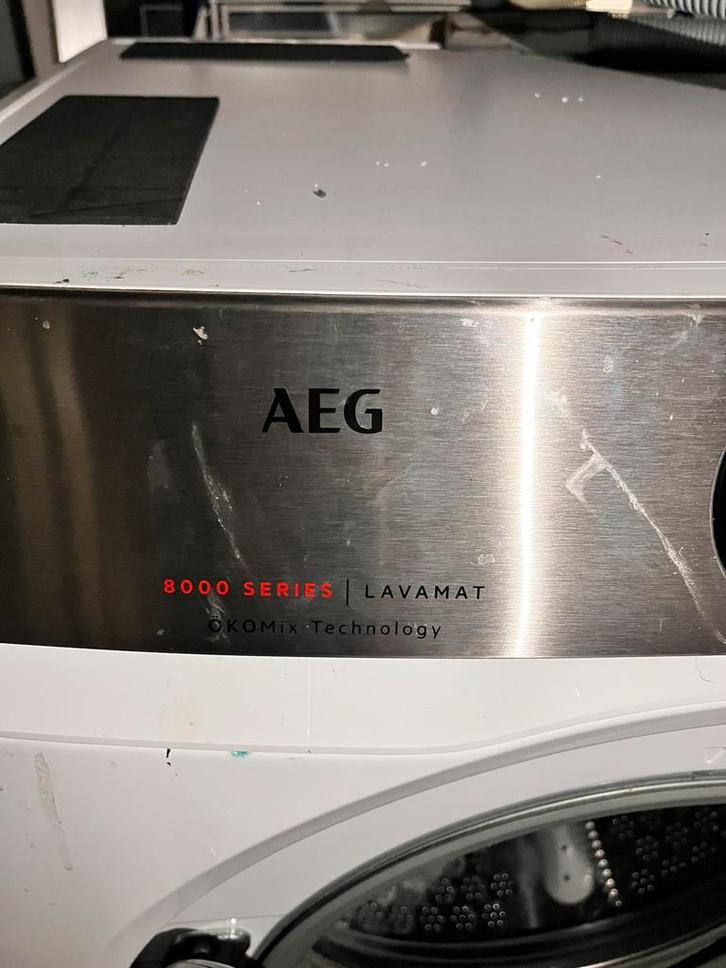 AEG
8000 SERIES | LAVAMAT
ÖKOMix Technology